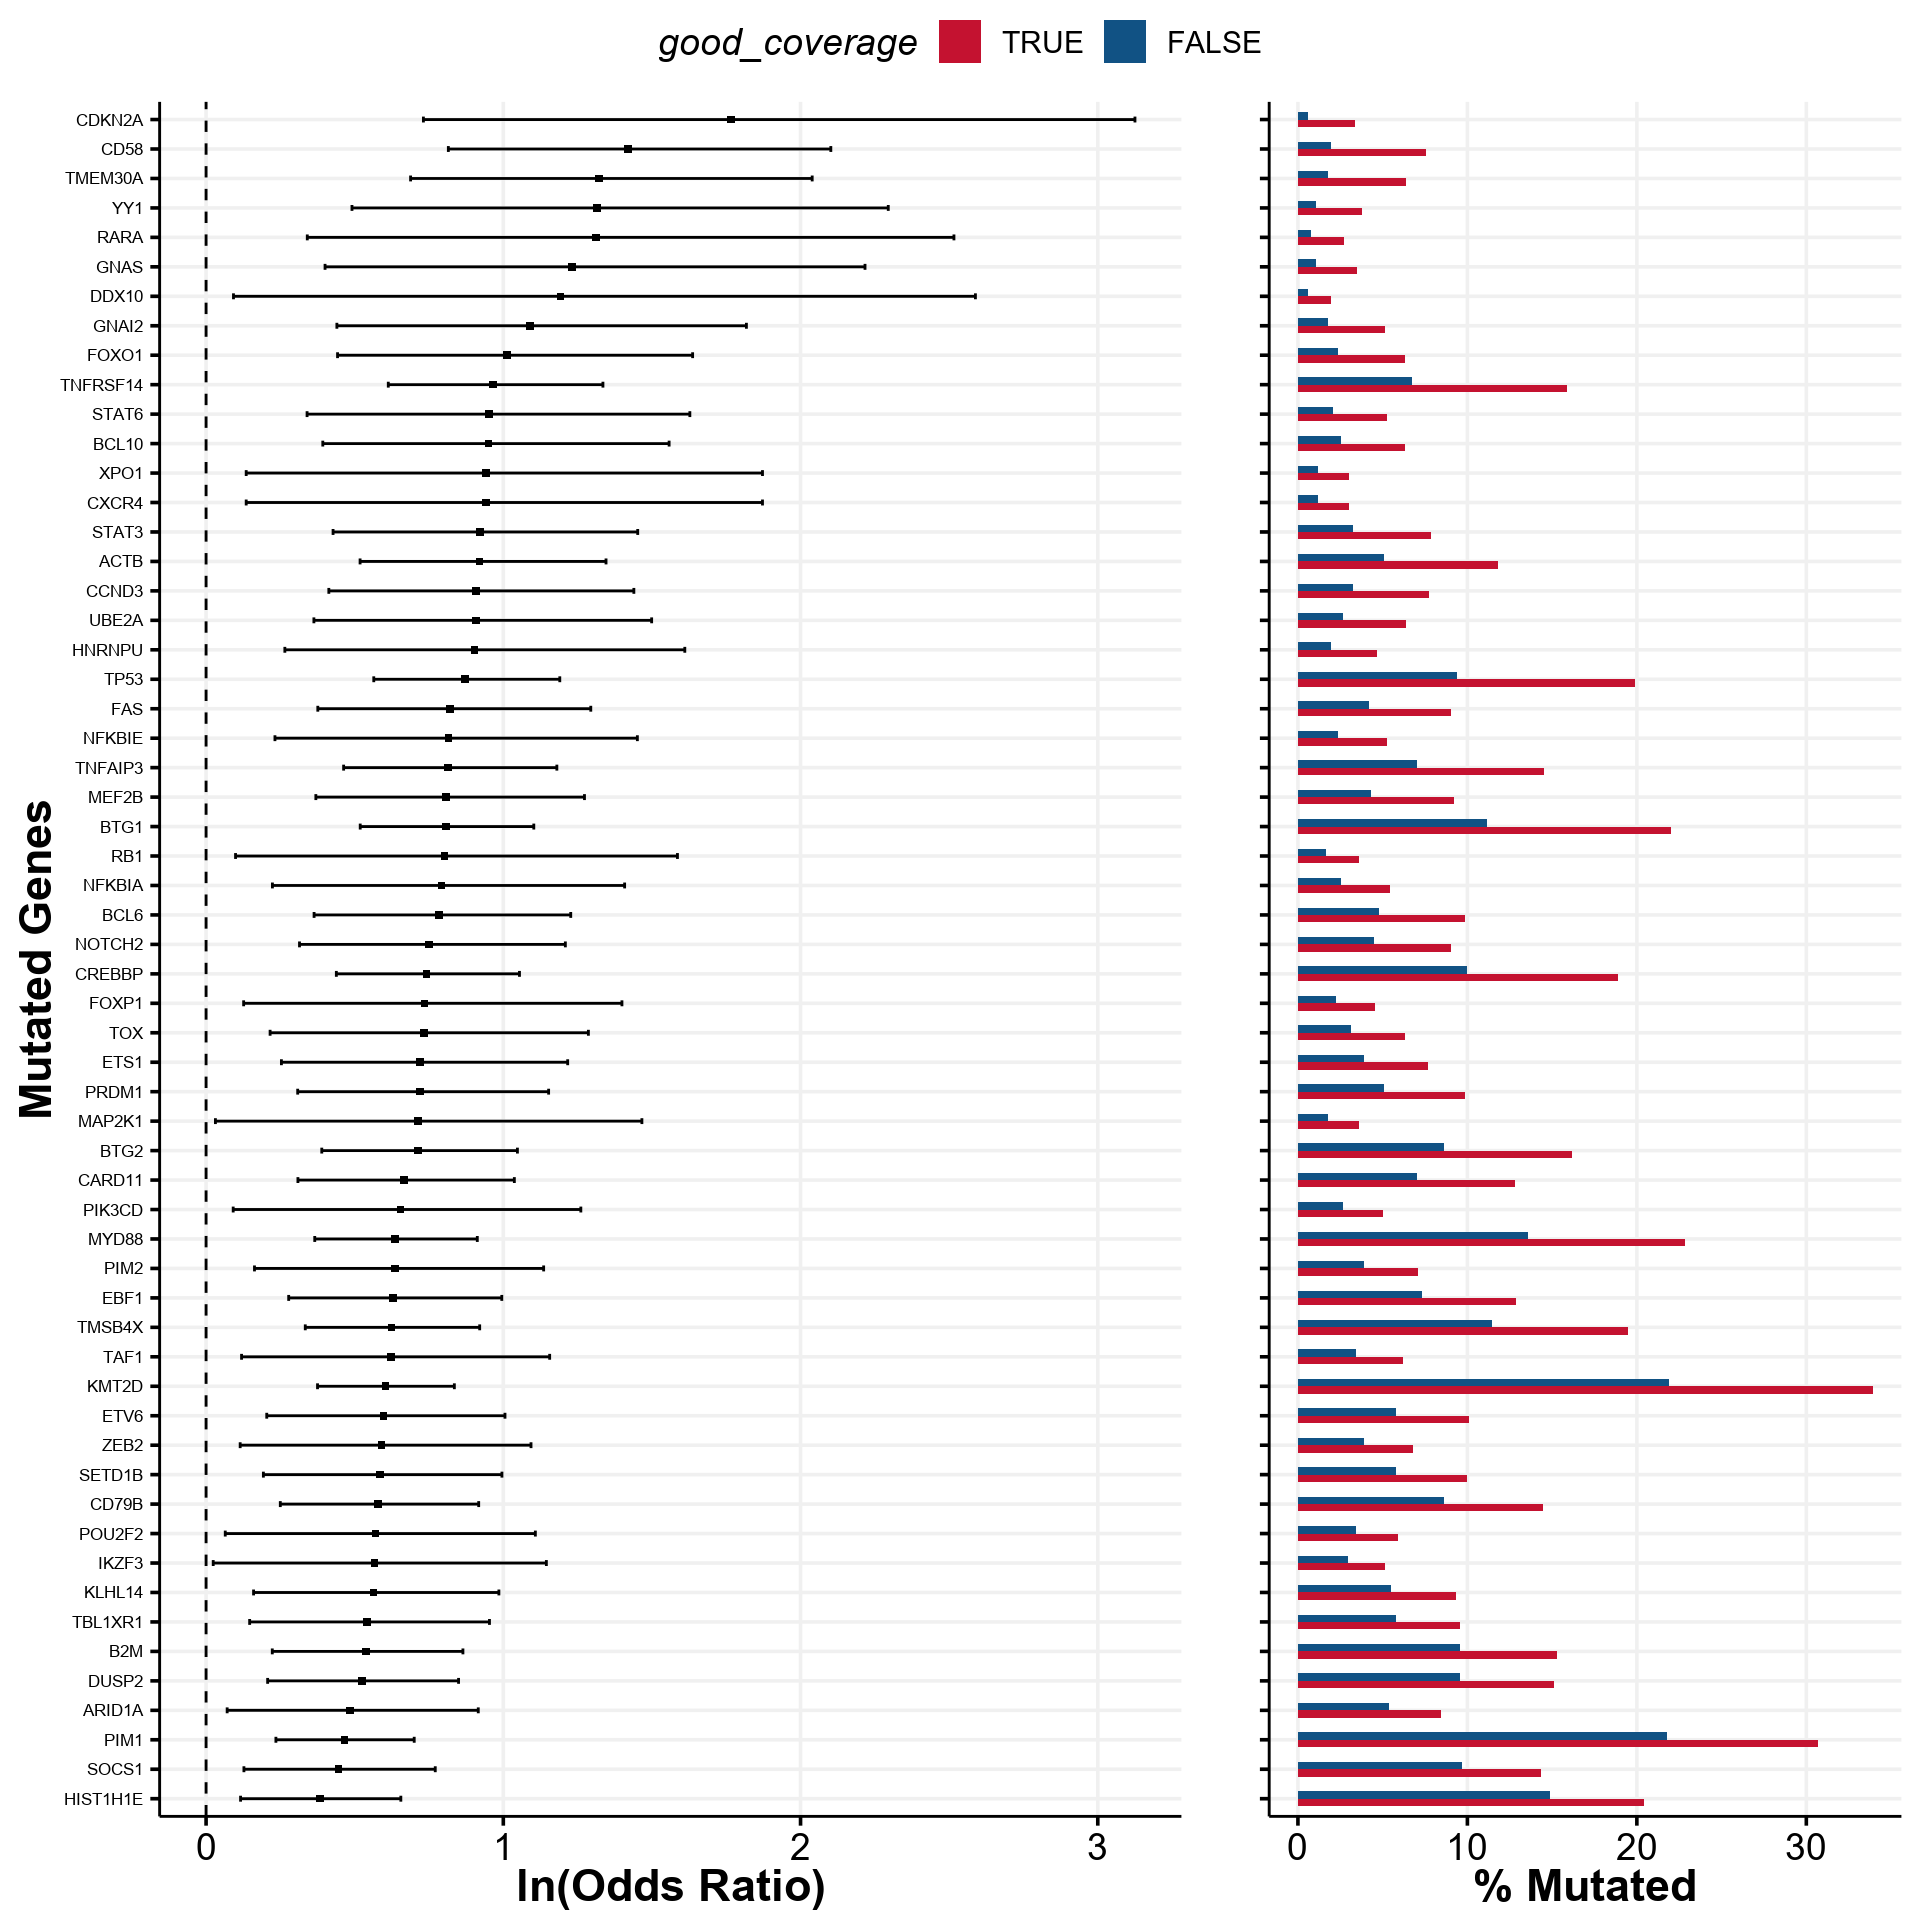 good_coverage TRUE FALSE
CDKN2A
CD58
TMEM30A
YY1
RARA
GNAS
DDX10
GNAI2
FOXO1
TNFRSF14
STAT6
BCL10
XPO1
CXCR4
STAT3
ACTB
CCND3
UBE2A
HNRNPU
TP53
FAS
NFKBIE
TNFAIP3
MEF2B
BTG1
RB1
NFKBIA
BCL6
NOTCH2
CREBBP
FOXP1
TOX
ETS1
PRDM1
MAP2K1
BTG2
CARD11
PIK3CD
MYD88
PIM2
EBF1
TMSB4X
TAF1
KMT2D
ETV6
ZEB2
SETD1B
CD79B
POU2F2
IKZF3
KLHL14
TBL1XR1
B2M
DUSP2
ARID1A
PIM1
SOCS1
HIST1H1E
Mutated Genes
0 1 2 3
ln(Odds Ratio)
0 10 20 30
% Mutated